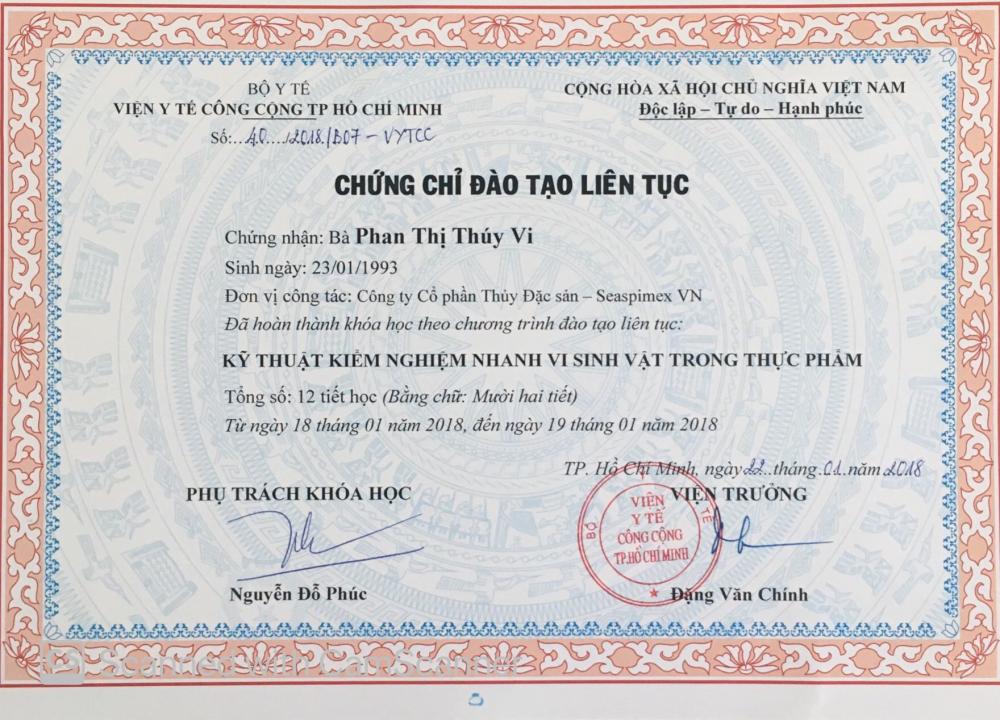 BỘ Y TẾ
VIỆN Y TẾ CÔNG CỘNG TP HỒ CHÍ MINH
Số:...40..../2018/B07 - VYTCC
CỘNG HÒA XÃ HỘI CHỦ NGHĨA VIỆT NAM
Độc lập – Tự do – Hạnh phúc
CHỨNG CHỈ ĐÀO TẠO LIÊN TỤC
Chứng nhận: Bà Phan Thị Thúy Vi
Sinh ngày: 23/01/1993
Đơn vị công tác: Công ty Cổ phần Thủy Đặc sản – Seaspimex VN
Đã hoàn thành khóa học theo chương trình đào tạo liên tục:
KỸ THUẬT KIỂM NGHIỆM NHANH VI SINH VẬT TRONG THỰC PHẨM
Tổng số: 12 tiết học (Bằng chữ: Mười hai tiết)
Từ ngày 18 tháng 01 năm 2018, đến ngày 19 tháng 01 năm 2018
TP. Hồ Chí Minh, ngày 22 tháng 01 năm 2018
PHỤ TRÁCH KHÓA HỌC
Nguyễn Đỗ Phúc
VIỆN TRƯỞNG
BỘ Y TẾ
VIỆN
Y TẾ
CÔNG CỘNG
TP.HỒ CHÍ MINH
Đặng Văn Chính
CS Scanned with CamScanner